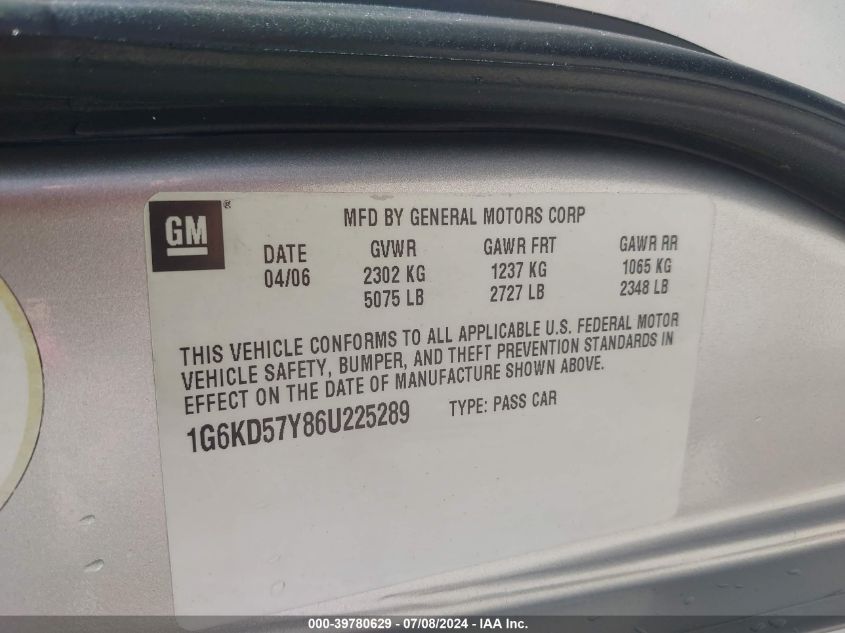 GM ®
MFD BY GENERAL MOTORS CORP
DATE GVWR GAWR FRT GAWR RR
04/06 2302 KG 1237 KG 1065 KG
5075 LB 2727 LB 2348 LB
THIS VEHICLE CONFORMS TO ALL APPLICABLE U.S. FEDERAL MOTOR
VEHICLE SAFETY, BUMPER, AND THEFT PREVENTION STANDARDS IN
EFFECT ON THE DATE OF MANUFACTURE SHOWN ABOVE.
1G6KD57Y86U225289 TYPE: PASS CAR
000-39780629 - 07/08/2024 - IAA Inc.